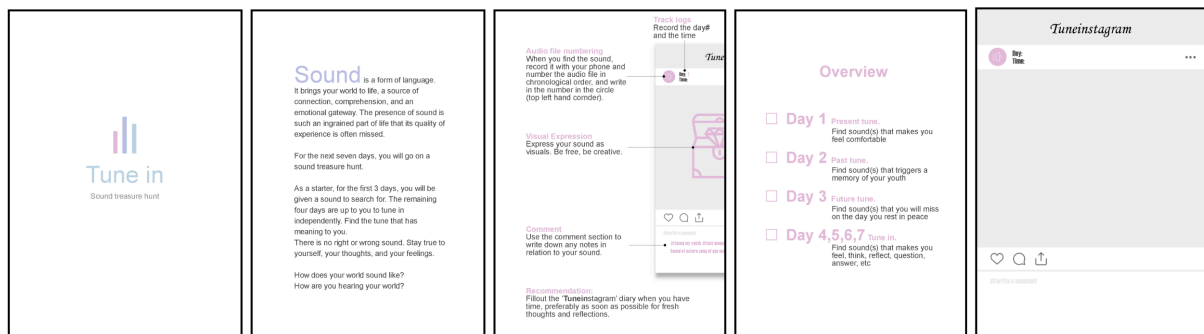 Tune in
Sound treasure hunt
Sound is a form of language.
It brings your world to life, a source of
connection, comprehension, and an
emotional gateway. The presence of sound is
such an ingrained part of life that its quality of
experience is often missed.
For the next seven days, you will go on a
sound treasure hunt.
As a starter, for the first 3 days, you will be
given a sound to search for. The remaining
four days are up to you to tune in
independently. Find the tune that has
meaning to you.
There is no right or wrong sound. Stay true to
yourself, your thoughts, and your feelings.
How does your world sound like?
How are you hearing your world?
Track logs
Record the day#
and the time
Audio file numbering
When you find the sound,
record it with your phone and
number the audio file in
chronological order, and write
in the number in the circle
(top left hand cornder).
Tune
Day:
Time:
Visual Expression
Express your sound as
visuals. Be free, be creative.
Comment
Use the comment section to
write down any notes in
relation to your sound.
Recommendation:
Fillout the 'Tuneinstagram' diary when you have
time, preferably as soon as possible for fresh
thoughts and reflections.
Overview
Day 1 Present tune.
Find sound(s) that makes you
feel comfortable
Day 2 Past tune.
Find sound(s) that triggers a
memory of your youth
Day 3 Future tune.
Find sound(s) that you will miss
on the day you rest in peace
Day 4,5,6,7 Tune in.
Find sound(s) that makes you
feel, think, reflect, question,
answer, etc
Tuneinstagram
Day:
Time:
Write a comment